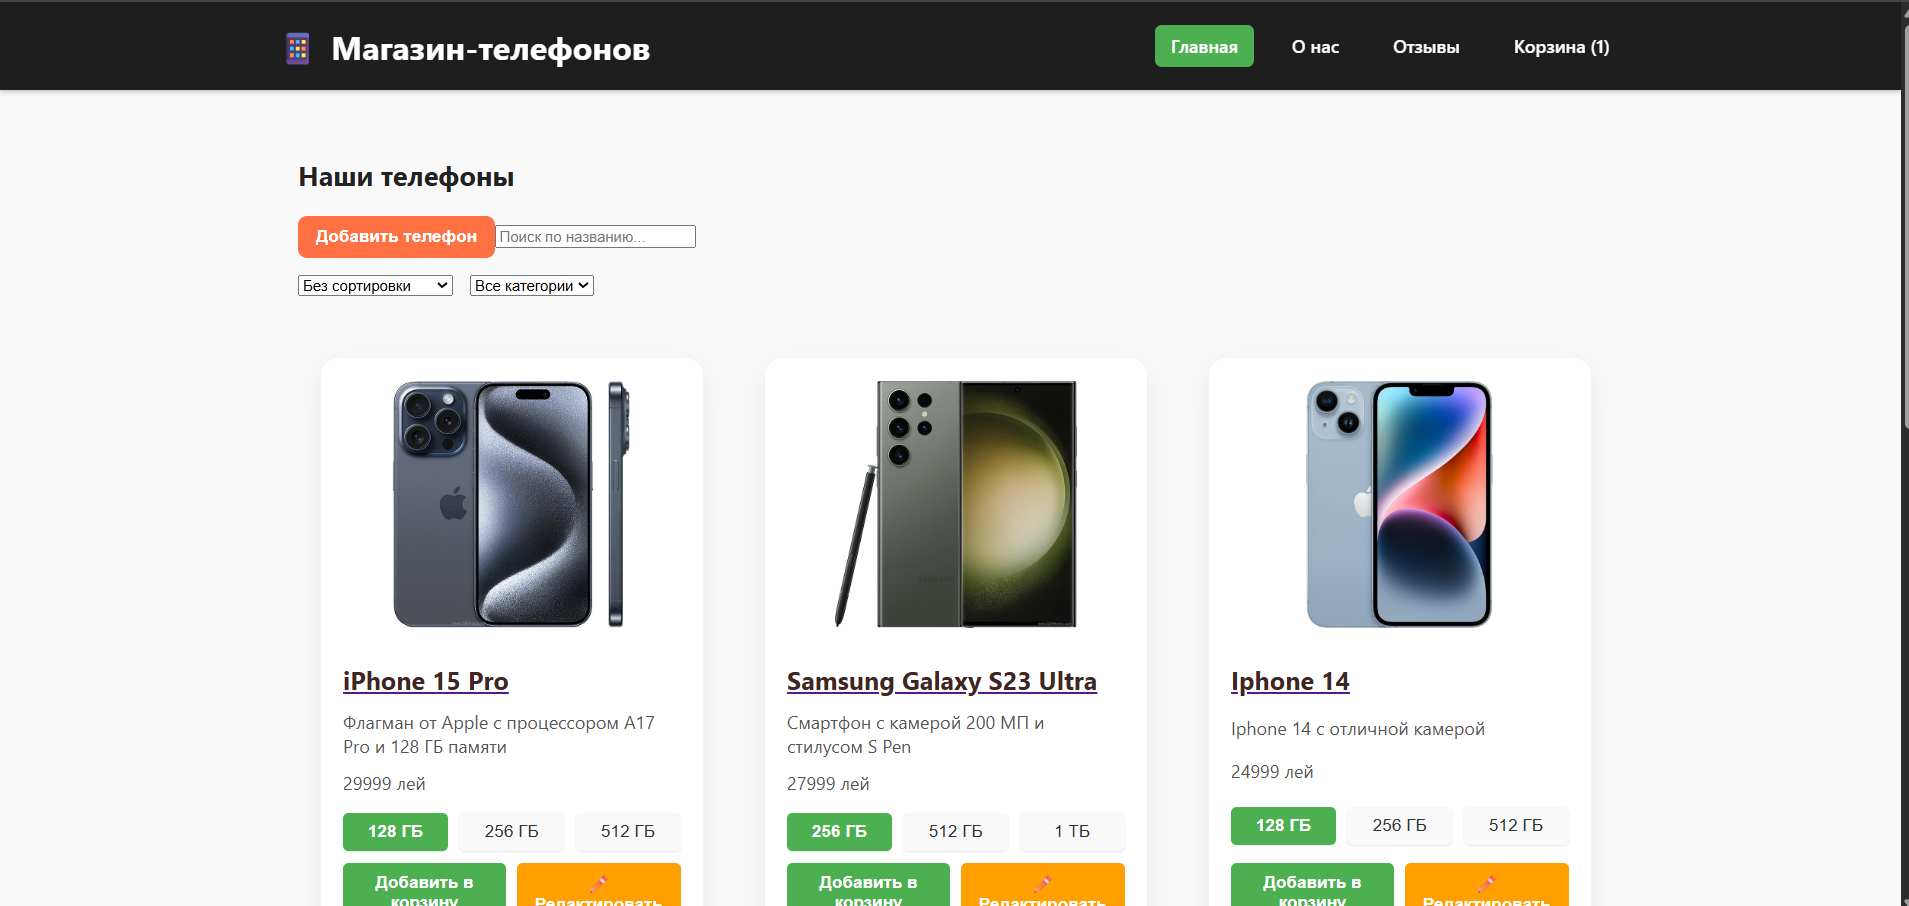 Магазин-телефонов
Главная
О нас
Отзывы
Корзина (1)
Наши телефоны
Добавить телефон
Поиск по названию...
Без сортировки
Все категории
iPhone 15 Pro
Флагман от Apple с процессором A17
Pro и 128 ГБ памяти
29999 лей
128 ГБ
256 ГБ
512 ГБ
Добавить в
корзину
Редактировать
Samsung Galaxy S23 Ultra
Смартфон с камерой 200 МП и
стилусом S Pen
27999 лей
256 ГБ
512 ГБ
1 ТБ
Добавить в
корзину
Редактировать
Iphone 14
Iphone 14 с отличной камерой
24999 лей
128 ГБ
256 ГБ
512 ГБ
Добавить в
корзину
Редактировать